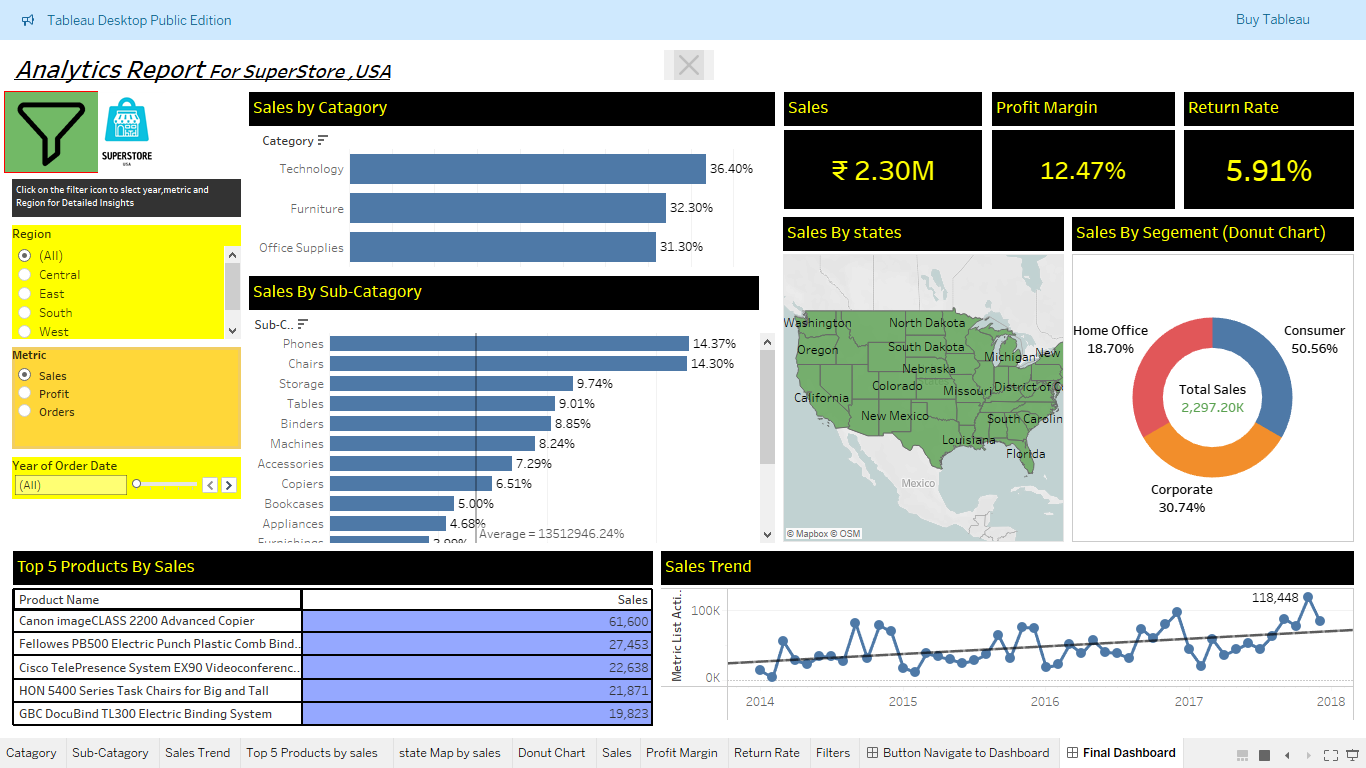 Tableau Desktop Public Edition
Buy Tableau
Analytics Report For SuperStore ,USA
SUPERSTORE
USA
Click on the filter icon to slect year,metric and
Region for Detailed Insights
Region
(All)
Central
East
South
West
Metric
Sales
Profit
Orders
Year of Order Date
(All)
Sales by Catagory
Category
Technology 36.40%
Furniture 32.30%
Office Supplies 31.30%
Sales By Sub-Catagory
Sub-C..
Phones 14.37%
Chairs 14.30%
Storage 9.74%
Tables 9.01%
Binders 8.85%
Machines 8.24%
Accessories 7.29%
Copiers 6.51%
Bookcases 5.00%
Appliances 4.68%
Average = 13512946.24%
Sales
₹ 2.30M
Profit Margin
12.47%
Return Rate
5.91%
Sales By states
Washington
North Dakota
Oregon
South Dakota
Michigan
New
Nebraska
Colorado
Missouri
District of C
California
New Mexico
South Carolin
Louisiana
Florida
Mexico
© Mapbox © OSM
Sales By Segement (Donut Chart)
Home Office
18.70%
Consumer
50.56%
Total Sales
2,297.20K
Corporate
30.74%
Top 5 Products By Sales
Product Name Sales
Canon imageCLASS 2200 Advanced Copier 61,600
Fellowes PB500 Electric Punch Plastic Comb Bind.. 27,453
Cisco TelePresence System EX90 Videoconferenc.. 22,638
HON 5400 Series Task Chairs for Big and Tall 21,871
GBC DocuBind TL300 Electric Binding System 19,823
Sales Trend
Metric List Acti..
100K
0K
118,448
2014 2015 2016 2017 2018
Catagory Sub-Catagory Sales Trend Top 5 Products by sales state Map by sales Donut Chart Sales Profit Margin Return Rate Filters Button Navigate to Dashboard Final Dashboard